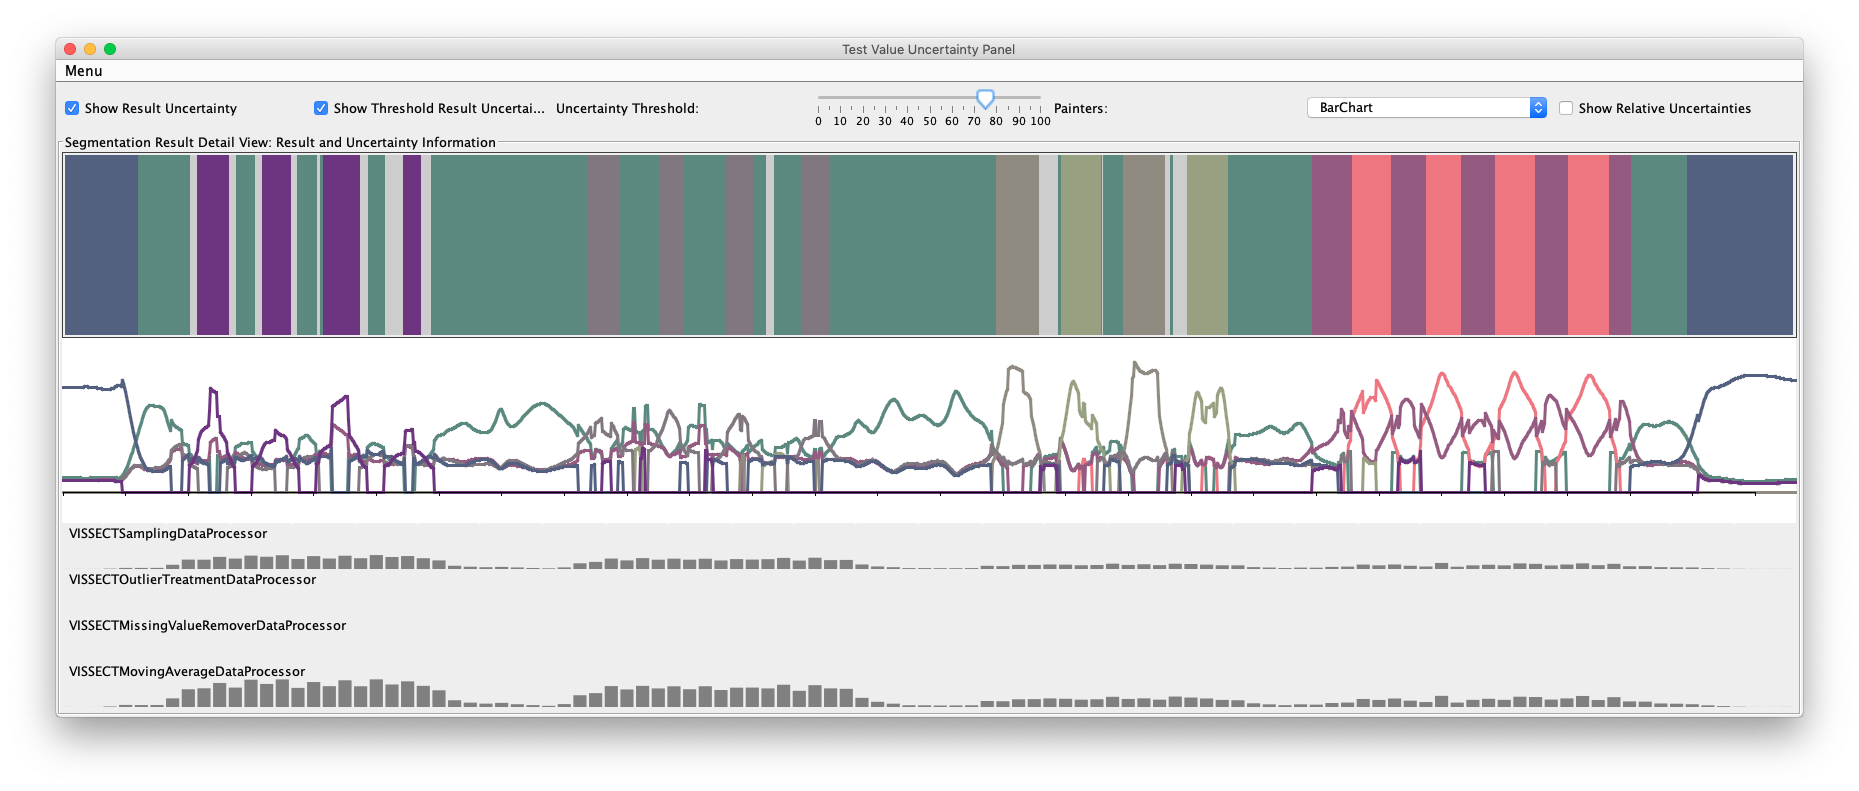 Test Value Uncertainty Panel
Menu
Show Result Uncertainty
Show Threshold Result Uncertai...
Uncertainty Threshold:
0 10 20 30 40 50 60 70 80 90 100
Painters:
BarChart
Show Relative Uncertainties
Segmentation Result Detail View: Result and Uncertainty Information
VISSECTSamplingDataProcessor
VISSECTOutlierTreatmentDataProcessor
VISSECTMissingValueRemoverDataProcessor
VISSECTMovingAverageDataProcessor